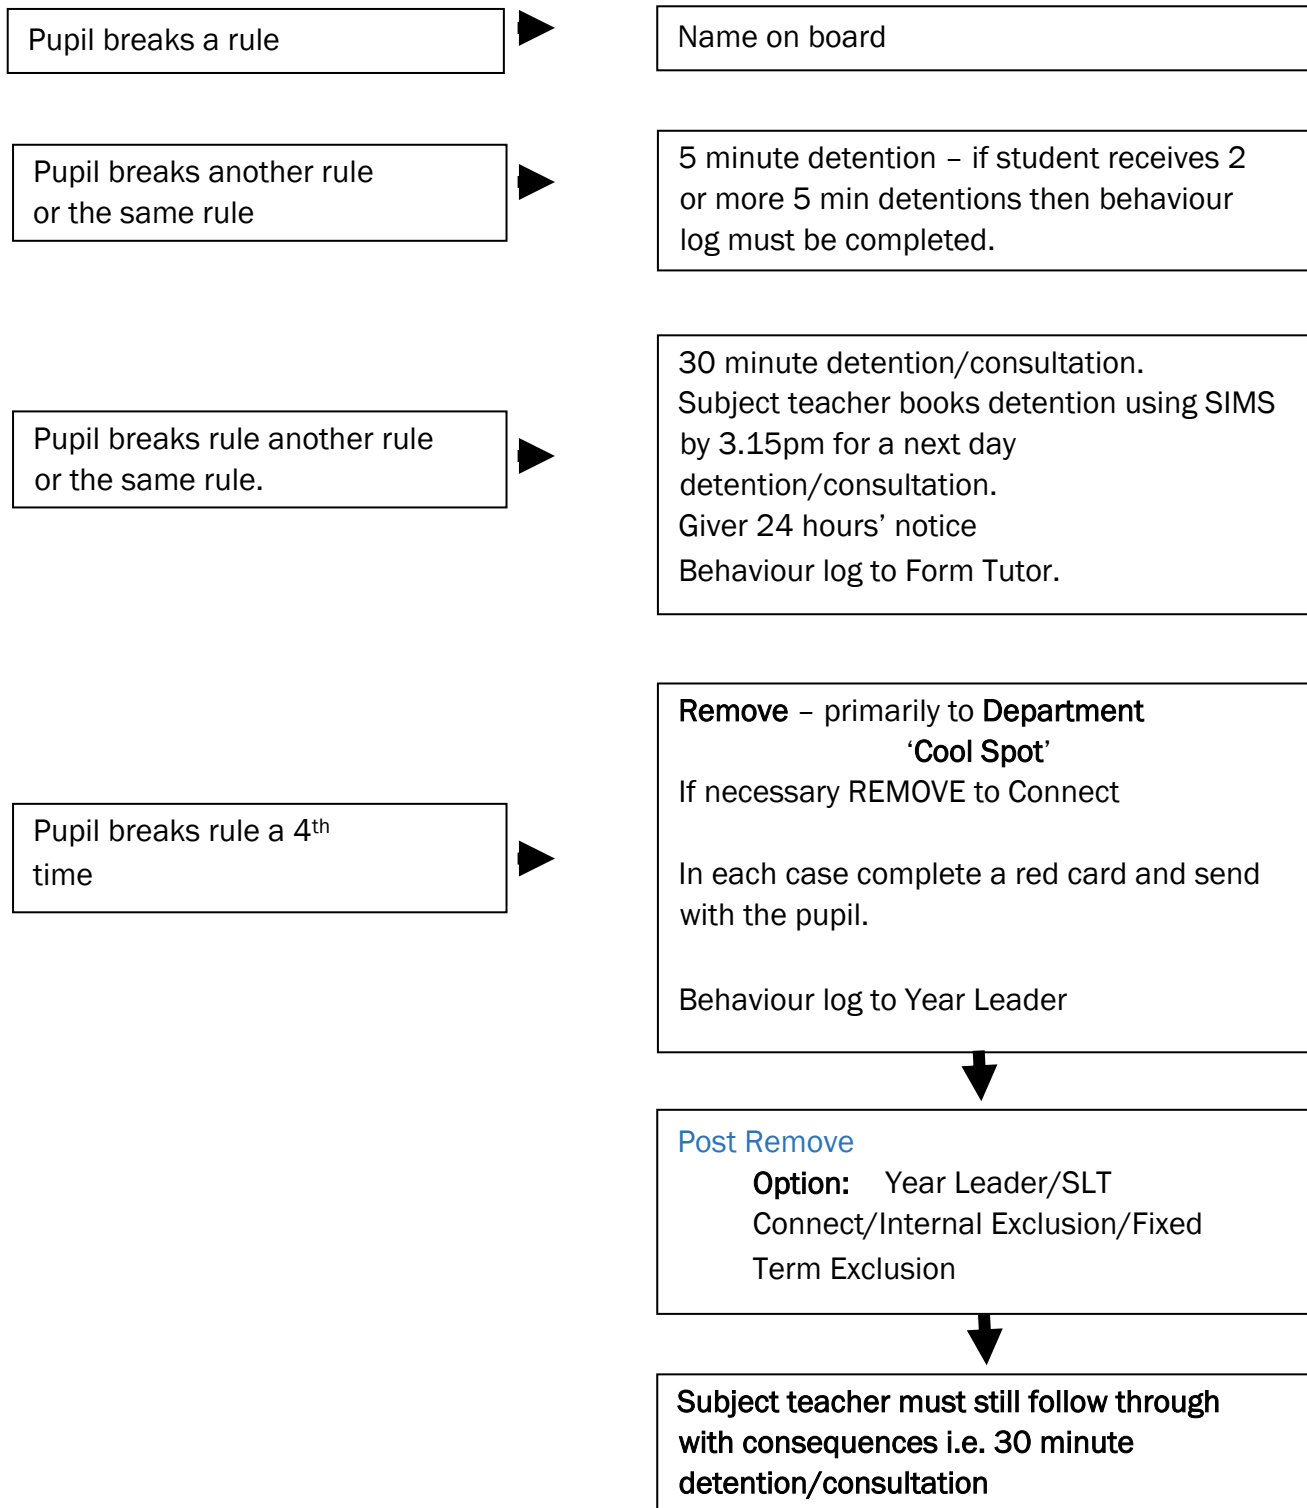 Pupil breaks a rule
Name on board
Pupil breaks another rule
or the same rule
5 minute detention – if student receives 2
or more 5 min detentions then behaviour
log must be completed.
Pupil breaks rule another rule
or the same rule.
30 minute detention/consultation.
Subject teacher books detention using SIMS
by 3.15pm for a next day
detention/consultation.
Giver 24 hours’ notice
Behaviour log to Form Tutor.
Pupil breaks rule a 4th
time
Remove – primarily to Department
‘Cool Spot’
If necessary REMOVE to Connect
In each case complete a red card and send
with the pupil.
Behaviour log to Year Leader
Post Remove
Option: Year Leader/SLT
Connect/Internal Exclusion/Fixed
Term Exclusion
Subject teacher must still follow through
with consequences i.e. 30 minute
detention/consultation